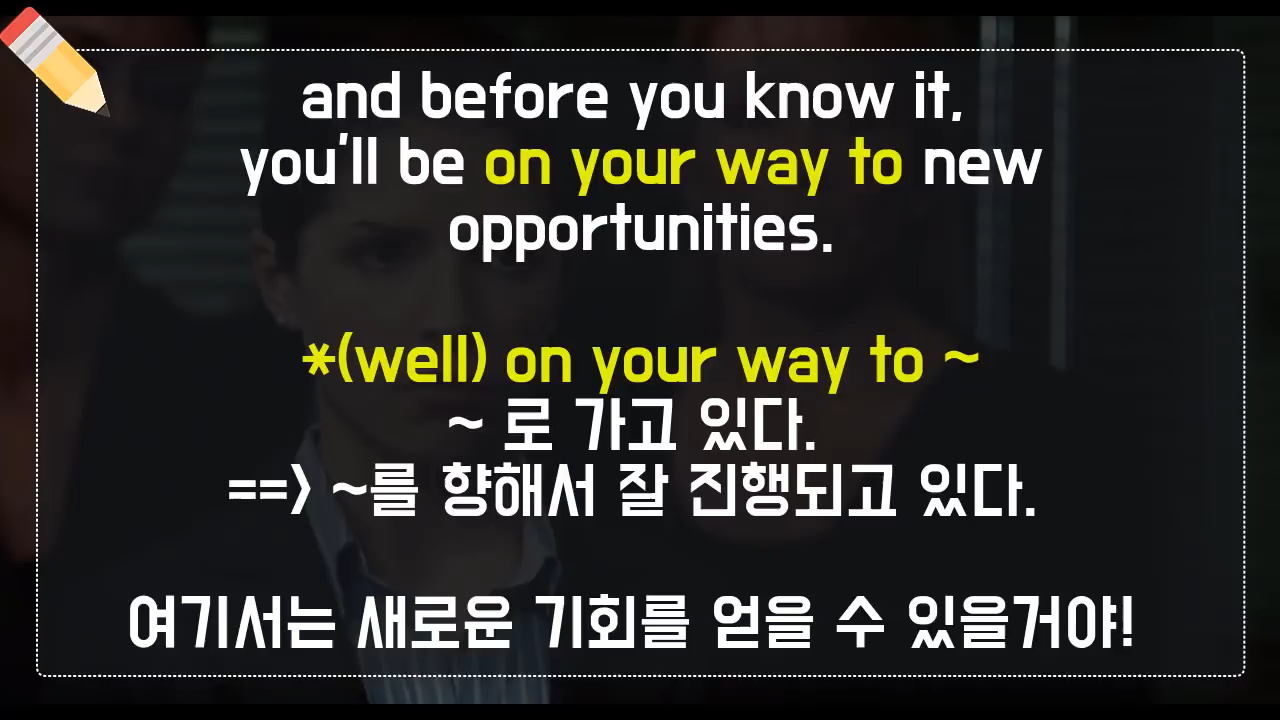 and before you know it,
you'll be on your way to new
opportunities.
*(well) on your way to ~
~ 로 가고 있다.
==> ~를 향해서 잘 진행되고 있다.
여기서는 새로운 기회를 얻을 수 있을거야!